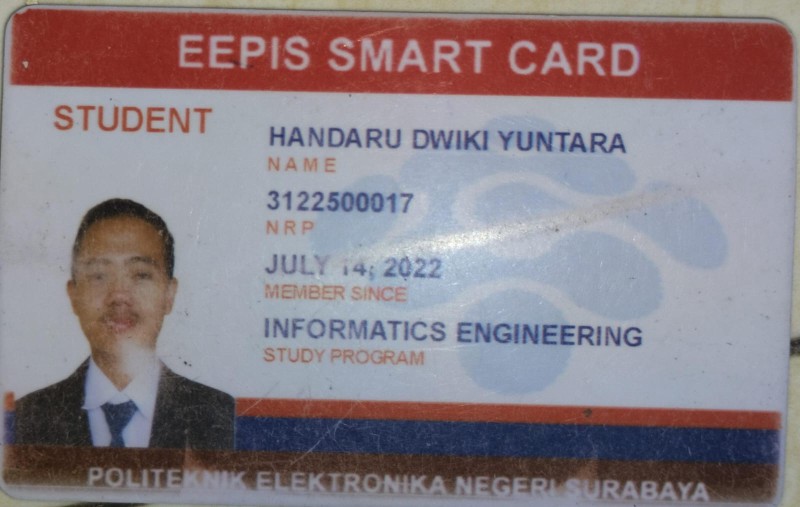 EEPIS SMART CARD
STUDENT
HANDARU DWIKI YUNTARA
NAME
3122500017
NRP
JULY 14, 2022
MEMBER SINCE
INFORMATICS ENGINEERING
STUDY PROGRAM
POLITEKNIK ELEKTRONIKA NEGERI SURABAYA